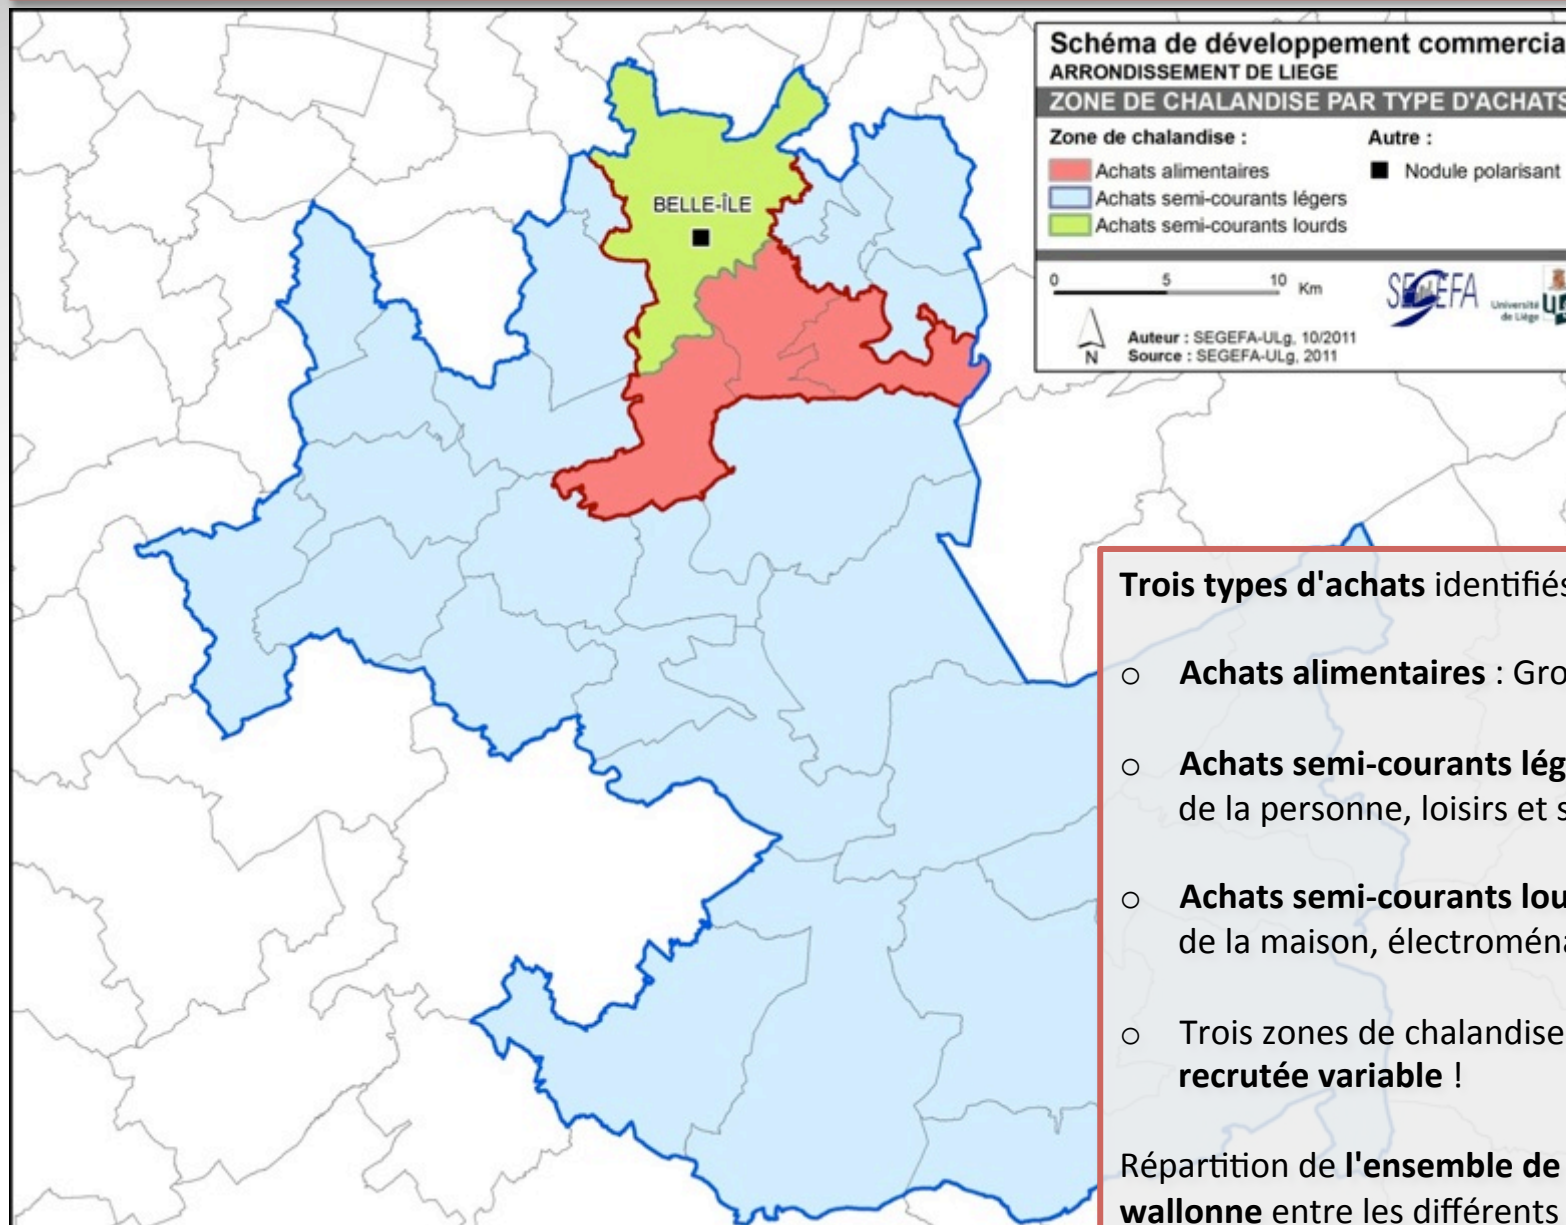 Schéma de développement commercia
ARRONDISSEMENT DE LIEGE
ZONE DE CHALANDISE PAR TYPE D'ACHATS
Zone de chalandise :
Autre :
Achats alimentaires
Nodule polarisant
Achats semi-courants légers
Achats semi-courants lourds
0 5 10 Km
N
Auteur : SEGEFA-ULg, 10/2011
Source : SEGEFA-ULg, 2011
SEGEFA
Université
de Liège
BELLE-ÎLE
Trois types d'achats identifiés
○ Achats alimentaires : Gro
○ Achats semi-courants lég
de la personne, loisirs et s
○ Achats semi-courants lou
de la maison, électroména
○ Trois zones de chalandise
recrutée variable !
Répartition de l'ensemble de
wallonne entre les différents